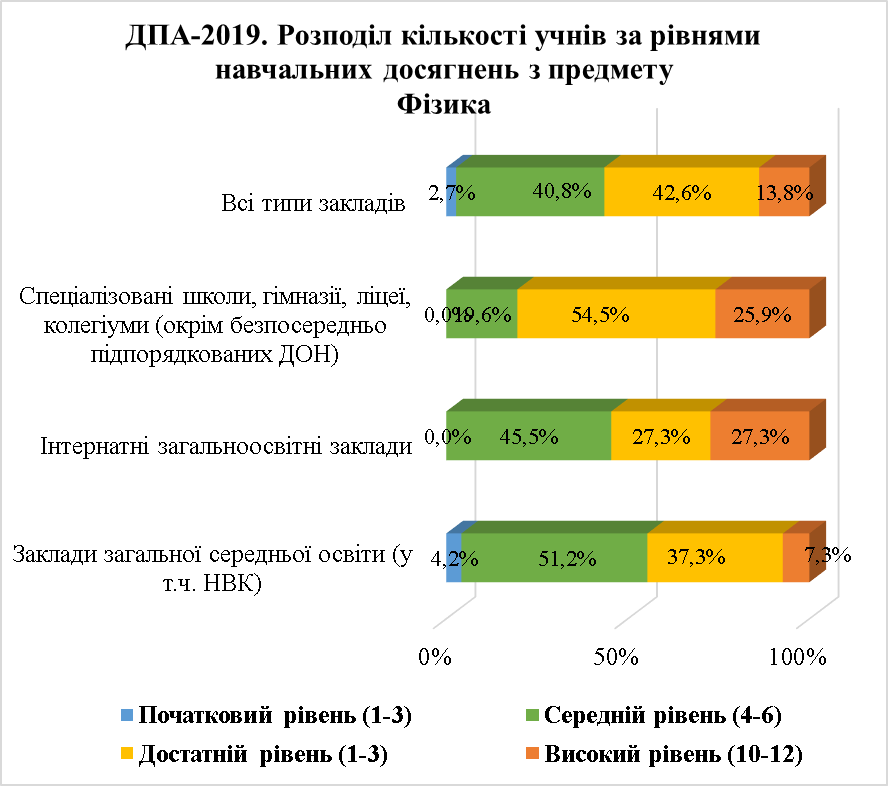 ДПА-2019. Розподіл кількості учнів за рівнями
навчальних досягнень з предмету
Фізика
Всі типи закладів
2,7% 40,8% 42,6% 13,8%
Спеціалізовані школи, гімназії, ліцеї,
колегіуми (окрім безпосередньо
підпорядкованих ДОН)
0,0% 19,6% 54,5% 25,9%
Інтернатні загальноосвітні заклади
0,0% 45,5% 27,3% 27,3%
Заклади загальної середньої освіти (у
т.ч. НВК)
4,2% 51,2% 37,3% 7,3%
0% 50% 100%
Початковий рівень (1-3) Середній рівень (4-6)
Достатній рівень (1-3) Високий рівень (10-12)